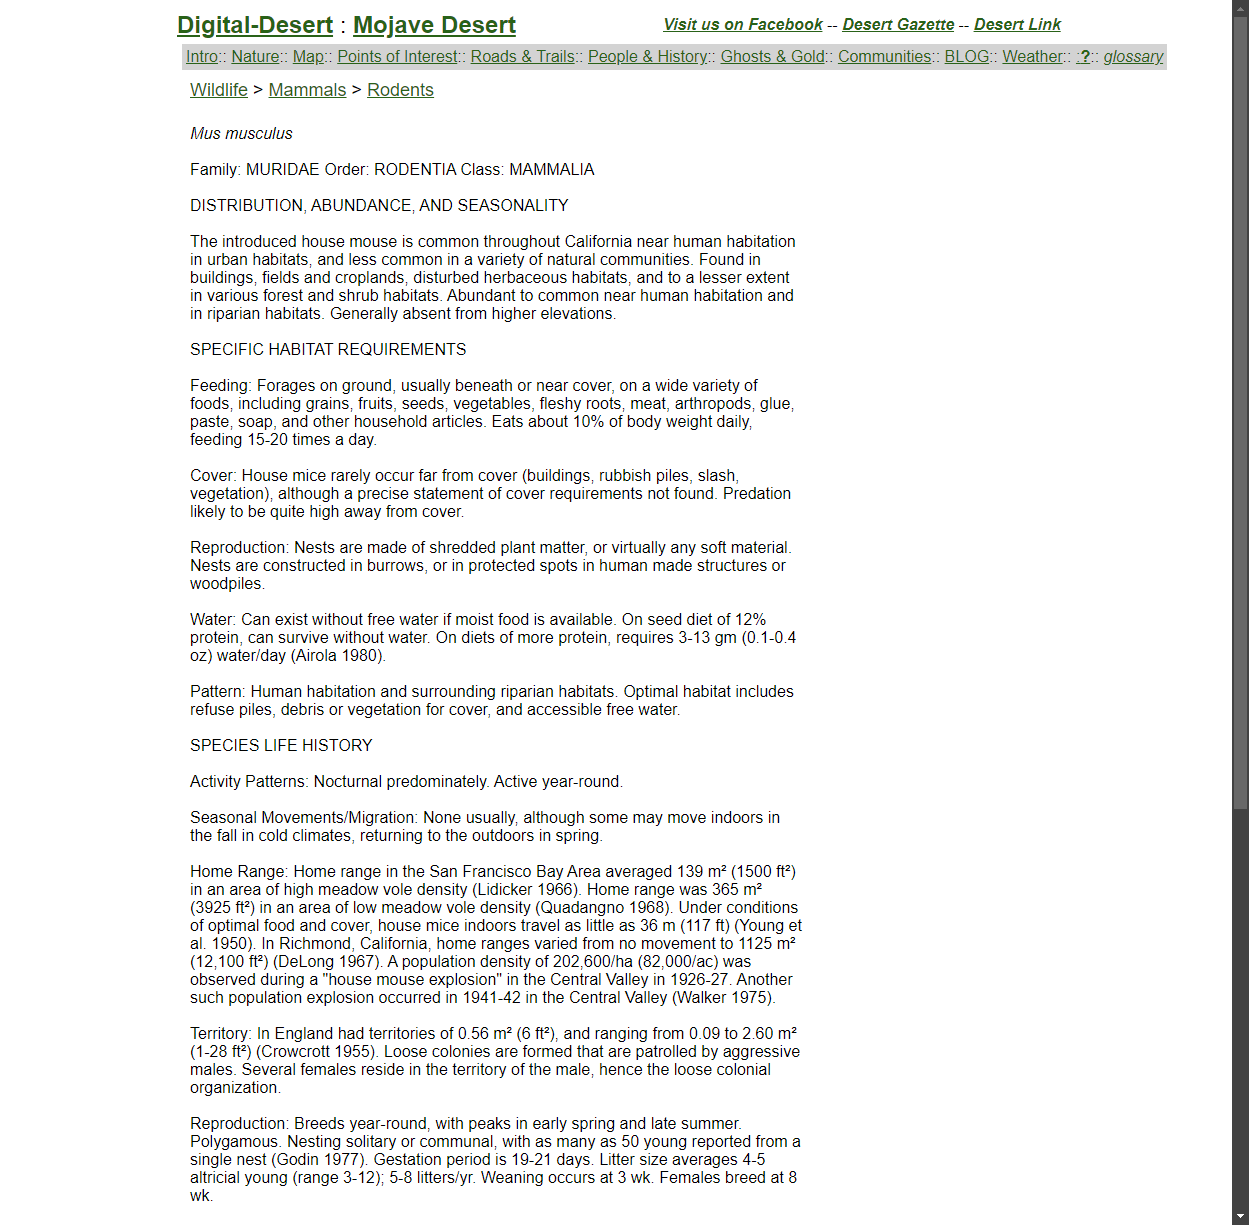 Digital-Desert : Mojave Desert
Visit us on Facebook -- Desert Gazette -- Desert Link
Intro:: Nature:: Map:: Points of Interest:: Roads & Trails:: People & History:: Ghosts & Gold:: Communities:: BLOG:: Weather:: :?:: glossary
Wildlife > Mammals > Rodents
Mus musculus
Family: MURIDAE Order: RODENTIA Class: MAMMALIA
DISTRIBUTION, ABUNDANCE, AND SEASONALITY
The introduced house mouse is common throughout California near human habitation
in urban habitats, and less common in a variety of natural communities. Found in
buildings, fields and croplands, disturbed herbaceous habitats, and to a lesser extent
in various forest and shrub habitats. Abundant to common near human habitation and
in riparian habitats. Generally absent from higher elevations.
SPECIFIC HABITAT REQUIREMENTS
Feeding: Forages on ground, usually beneath or near cover, on a wide variety of
foods, including grains, fruits, seeds, vegetables, fleshy roots, meat, arthropods, glue,
paste, soap, and other household articles. Eats about 10% of body weight daily,
feeding 15-20 times a day.
Cover: House mice rarely occur far from cover (buildings, rubbish piles, slash,
vegetation), although a precise statement of cover requirements not found. Predation
likely to be quite high away from cover.
Reproduction: Nests are made of shredded plant matter, or virtually any soft material.
Nests are constructed in burrows, or in protected spots in human made structures or
woodpiles.
Water: Can exist without free water if moist food is available. On seed diet of 12%
protein, can survive without water. On diets of more protein, requires 3-13 gm (0.1-0.4
oz) water/day (Airola 1980).
Pattern: Human habitation and surrounding riparian habitats. Optimal habitat includes
refuse piles, debris or vegetation for cover, and accessible free water.
SPECIES LIFE HISTORY
Activity Patterns: Nocturnal predominately. Active year-round.
Seasonal Movements/Migration: None usually, although some may move indoors in
the fall in cold climates, returning to the outdoors in spring.
Home Range: Home range in the San Francisco Bay Area averaged 139 m² (1500 ft²)
in an area of high meadow vole density (Lidicker 1966). Home range was 365 m²
(3925 ft²) in an area of low meadow vole density (Quadangno 1968). Under conditions
of optimal food and cover, house mice indoors travel as little as 36 m (117 ft) (Young et
al. 1950). In Richmond, California, home ranges varied from no movement to 1125 m²
(12,100 ft²) (DeLong 1967). A population density of 202,600/ha (82,000/ac) was
observed during a "house mouse explosion" in the Central Valley in 1926-27. Another
such population explosion occurred in 1941-42 in the Central Valley (Walker 1975).
Territory: In England had territories of 0.56 m² (6 ft²), and ranging from 0.09 to 2.60 m²
(1-28 ft²) (Crowcrott 1955). Loose colonies are formed that are patrolled by aggressive
males. Several females reside in the territory of the male, hence the loose colonial
organization.
Reproduction: Breeds year-round, with peaks in early spring and late summer.
Polygamous. Nesting solitary or communal, with as many as 50 young reported from a
single nest (Godin 1977). Gestation period is 19-21 days. Litter size averages 4-5
altricial young (range 3-12); 5-8 litters/yr. Weaning occurs at 3 wk. Females breed at 8
wk.